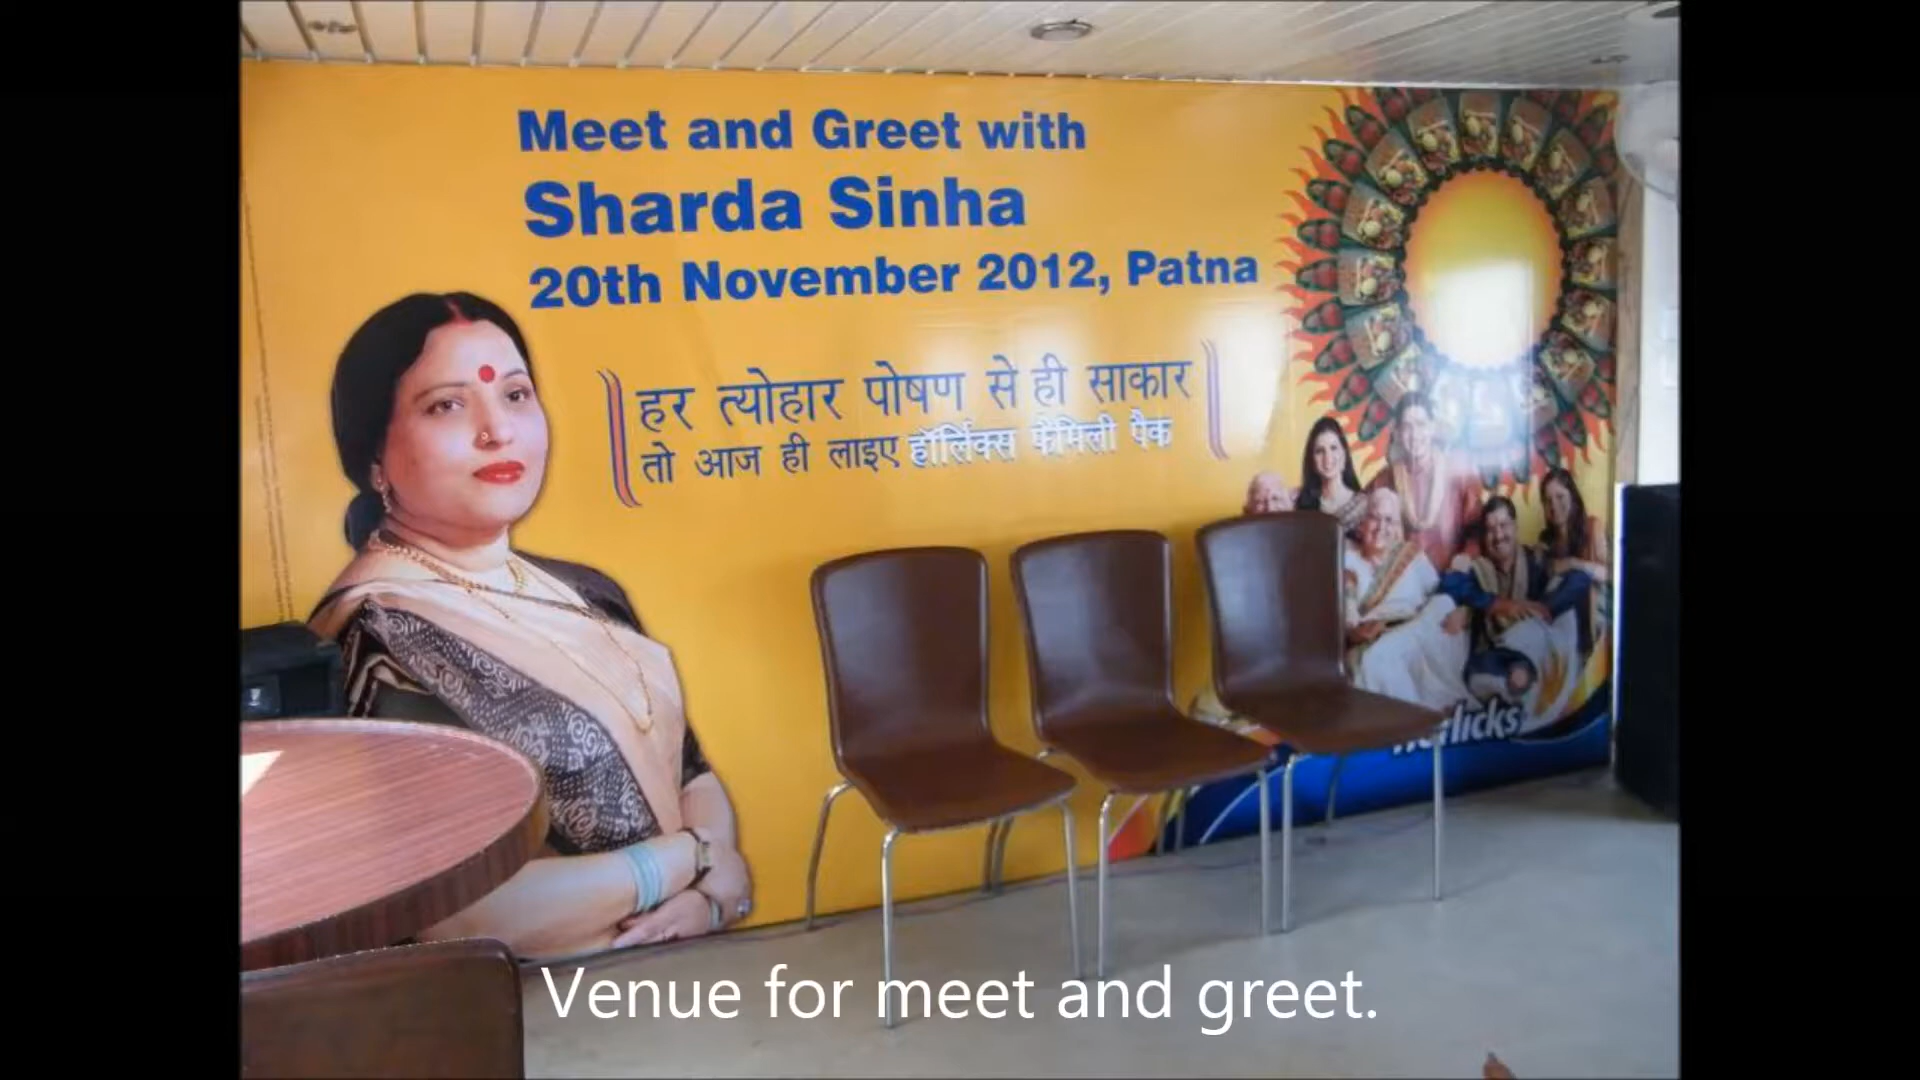 Meet and Greet with
Sharda Sinha
20th November 2012, Patna
हर त्योहार पोषण से ही साकार
तो आज ही लाइए हॉर्लिक्स फॅमिली पैक
Venue for meet and greet.